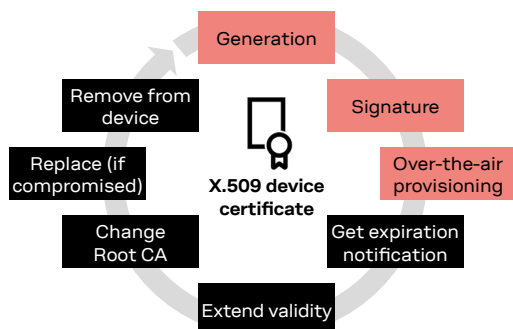 Generation
Signature
Over-the-air
provisioning
Get expiration
notification
Extend validity
Change
Root CA
Replace (if
compromised)
Remove from
device
X.509 device
certificate